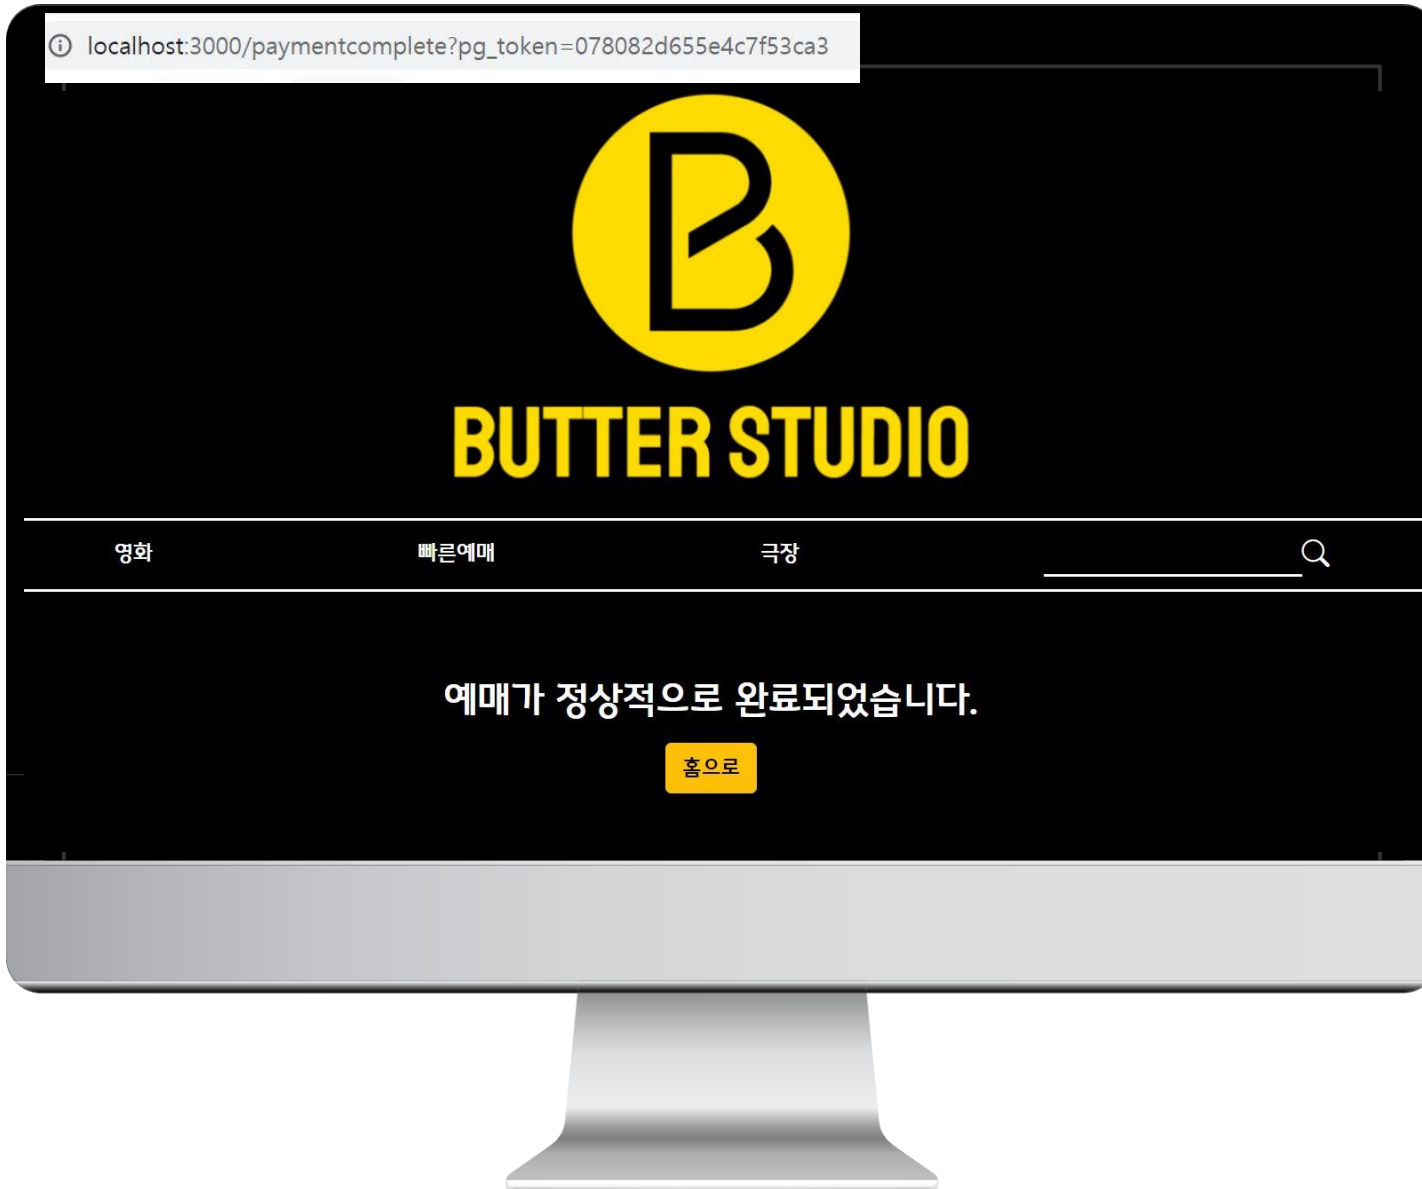 localhost:3000/paymentcomplete?pg_token=078082d655e4c7f53ca3
B
BUTTER STUDIO
영화 빠른예매 극장
예매가 정상적으로 완료되었습니다.
홈으로